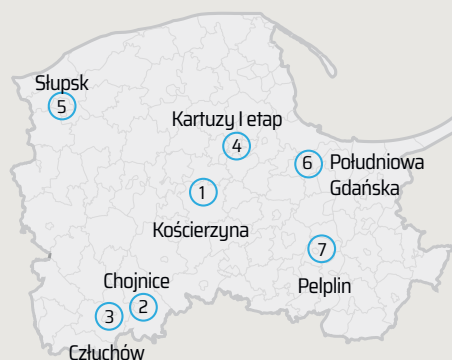 Słupsk
5
Kartuzy I etap
4
6
Południowa
Gdańska
1
Kościerzyna
7
Pelplin
Chojnice
2
3
Człuchów